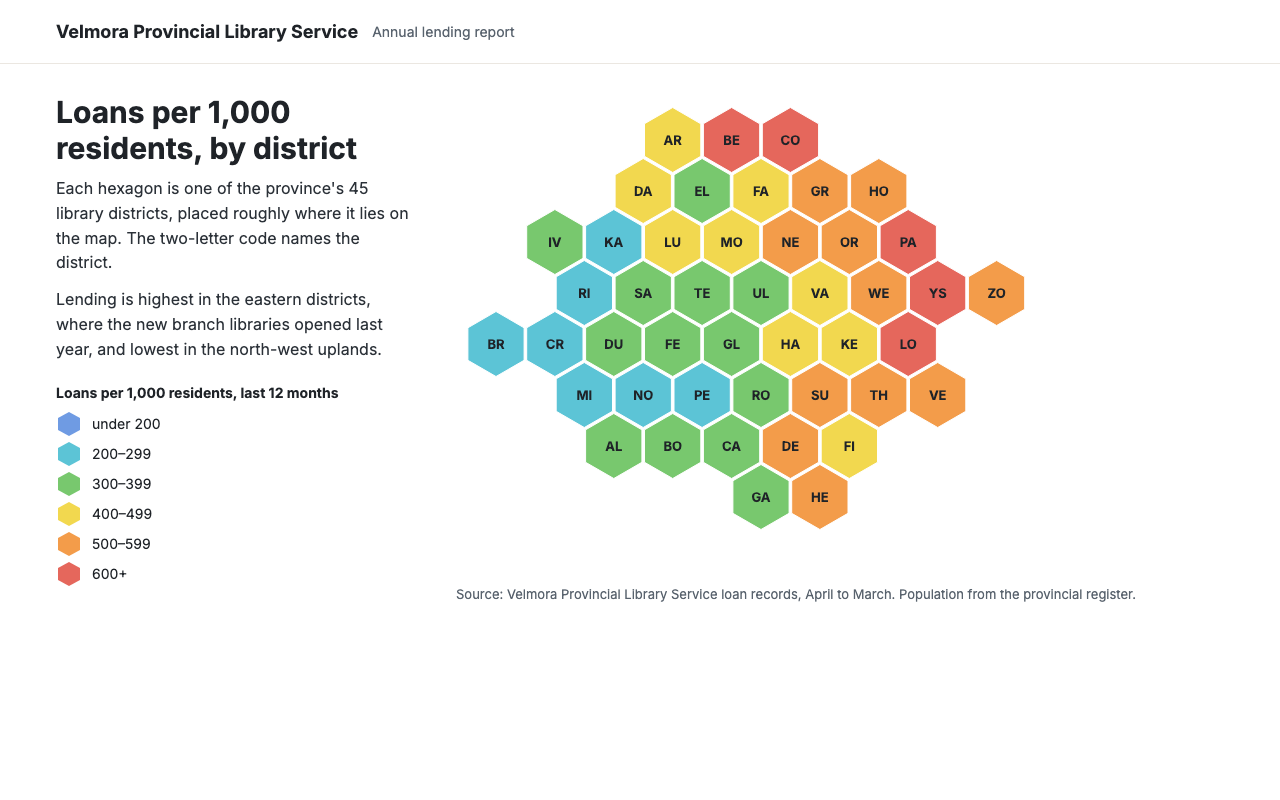 Velmora Provincial Library Service Annual lending report
Loans per 1,000
residents, by district
Each hexagon is one of the province's 45
library districts, placed roughly where it lies on
the map. The two-letter code names the
district.
Lending is highest in the eastern districts,
where the new branch libraries opened last
year, and lowest in the north-west uplands.
Loans per 1,000 residents, last 12 months
under 200
200–299
300–399
400–499
500–599
600+
AR BE CO
DA EL FA GR HO
IV KA LU MO NE OR PA
RI SA TE UL VA WE YS ZO
BR CR DU FE GL HA KE LO
MI NO PE RO SU TH VE
AL BO CA DE FI
GA HE
Source: Velmora Provincial Library Service loan records, April to March. Population from the provincial register.